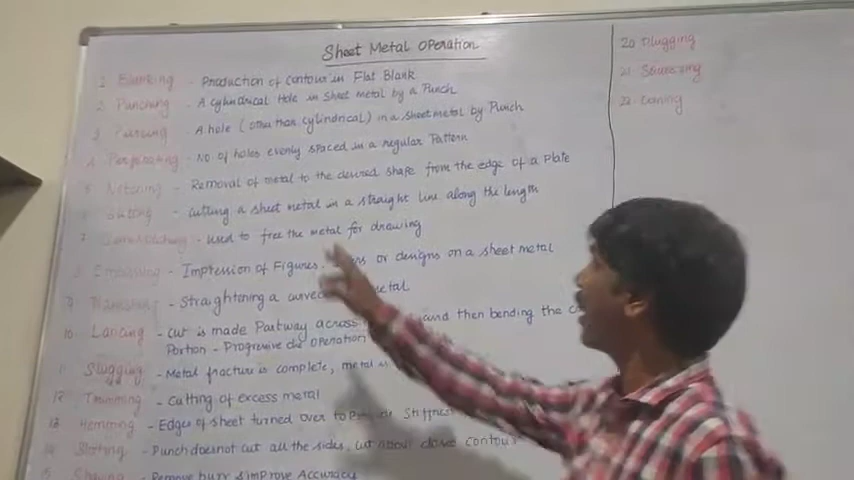 Sheet Metal Operation
1 Blanking - Production of contour in Flat Blank
2 Punching - A cylindrical Hole in sheet metal by a Punch
3 Piercing - A hole (other than cylindrical) in a sheet metal by Punch
4 Perforating - No of holes evenly spaced in a regular Pattern
5 Notching - Removal of metal to the desired shape from the edge of a Plate
6 - cutting a sheet metal in a straight line along the length
7 - used to free the metal for drawing
8 Embossing - Impression of Figures, or designs on a sheet metal
9 Planishing - Straightening a curved metal
10 Lancing - cut is made Partway across and then bending the
Portion - Progressive die operation
11 Slugging - Metal fracture is complete, metal is
12 Trimming - cutting of excess metal
13 Hemming - Edges of sheet turned over to Provide stiffness
14 Slotting - Punch does not cut all the sides, cut about contour
15 Shaving - Remove burr & improve Accuracy
20 Slugging
21
22 Coining